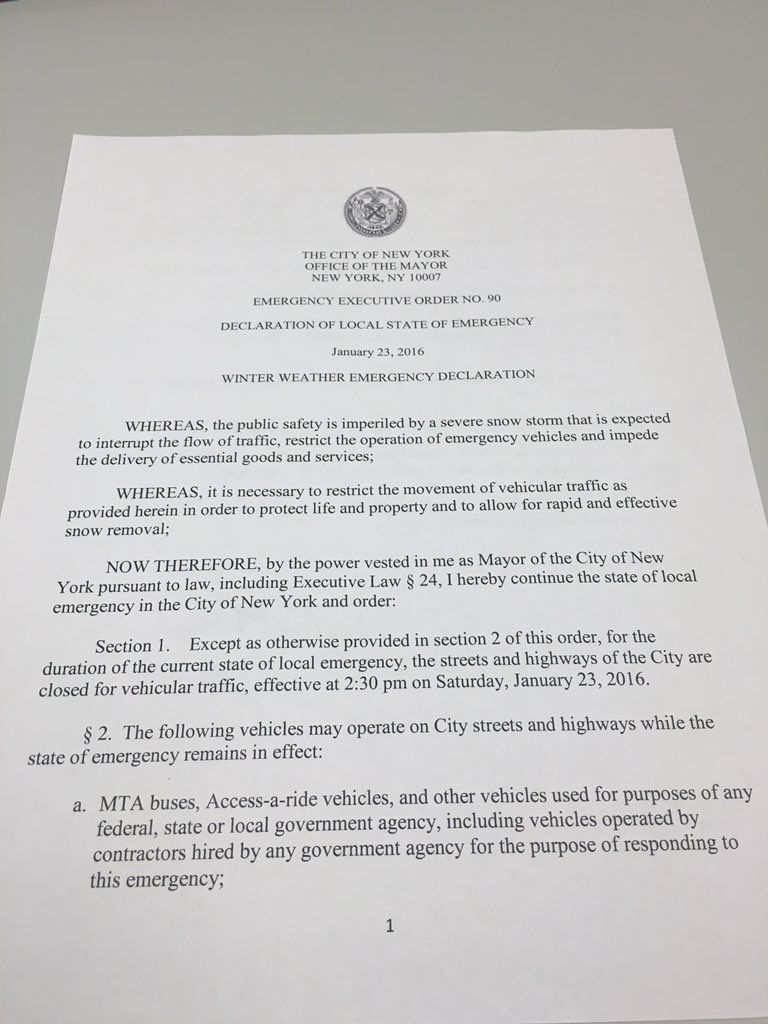 THE CITY OF NEW YORK
OFFICE OF THE MAYOR
NEW YORK, NY 10007
EMERGENCY EXECUTIVE ORDER NO. 90
DECLARATION OF LOCAL STATE OF EMERGENCY
January 23, 2016
WINTER WEATHER EMERGENCY DECLARATION
WHEREAS, the public safety is imperiled by a severe snow storm that is expected
to interrupt the flow of traffic, restrict the operation of emergency vehicles and impede
the delivery of essential goods and services;
WHEREAS, it is necessary to restrict the movement of vehicular traffic as
provided herein in order to protect life and property and to allow for rapid and effective
snow removal;
NOW THEREFORE, by the power vested in me as Mayor of the City of New
York pursuant to law, including Executive Law § 24, I hereby continue the state of local
emergency in the City of New York and order:
Section 1. Except as otherwise provided in section 2 of this order, for the
duration of the current state of local emergency, the streets and highways of the City are
closed for vehicular traffic, effective at 2:30 pm on Saturday, January 23, 2016.
§ 2. The following vehicles may operate on City streets and highways while the
state of emergency remains in effect:
a. MTA buses, Access-a-ride vehicles, and other vehicles used for purposes of any
federal, state or local government agency, including vehicles operated by
contractors hired by any government agency for the purpose of responding to
this emergency;
1